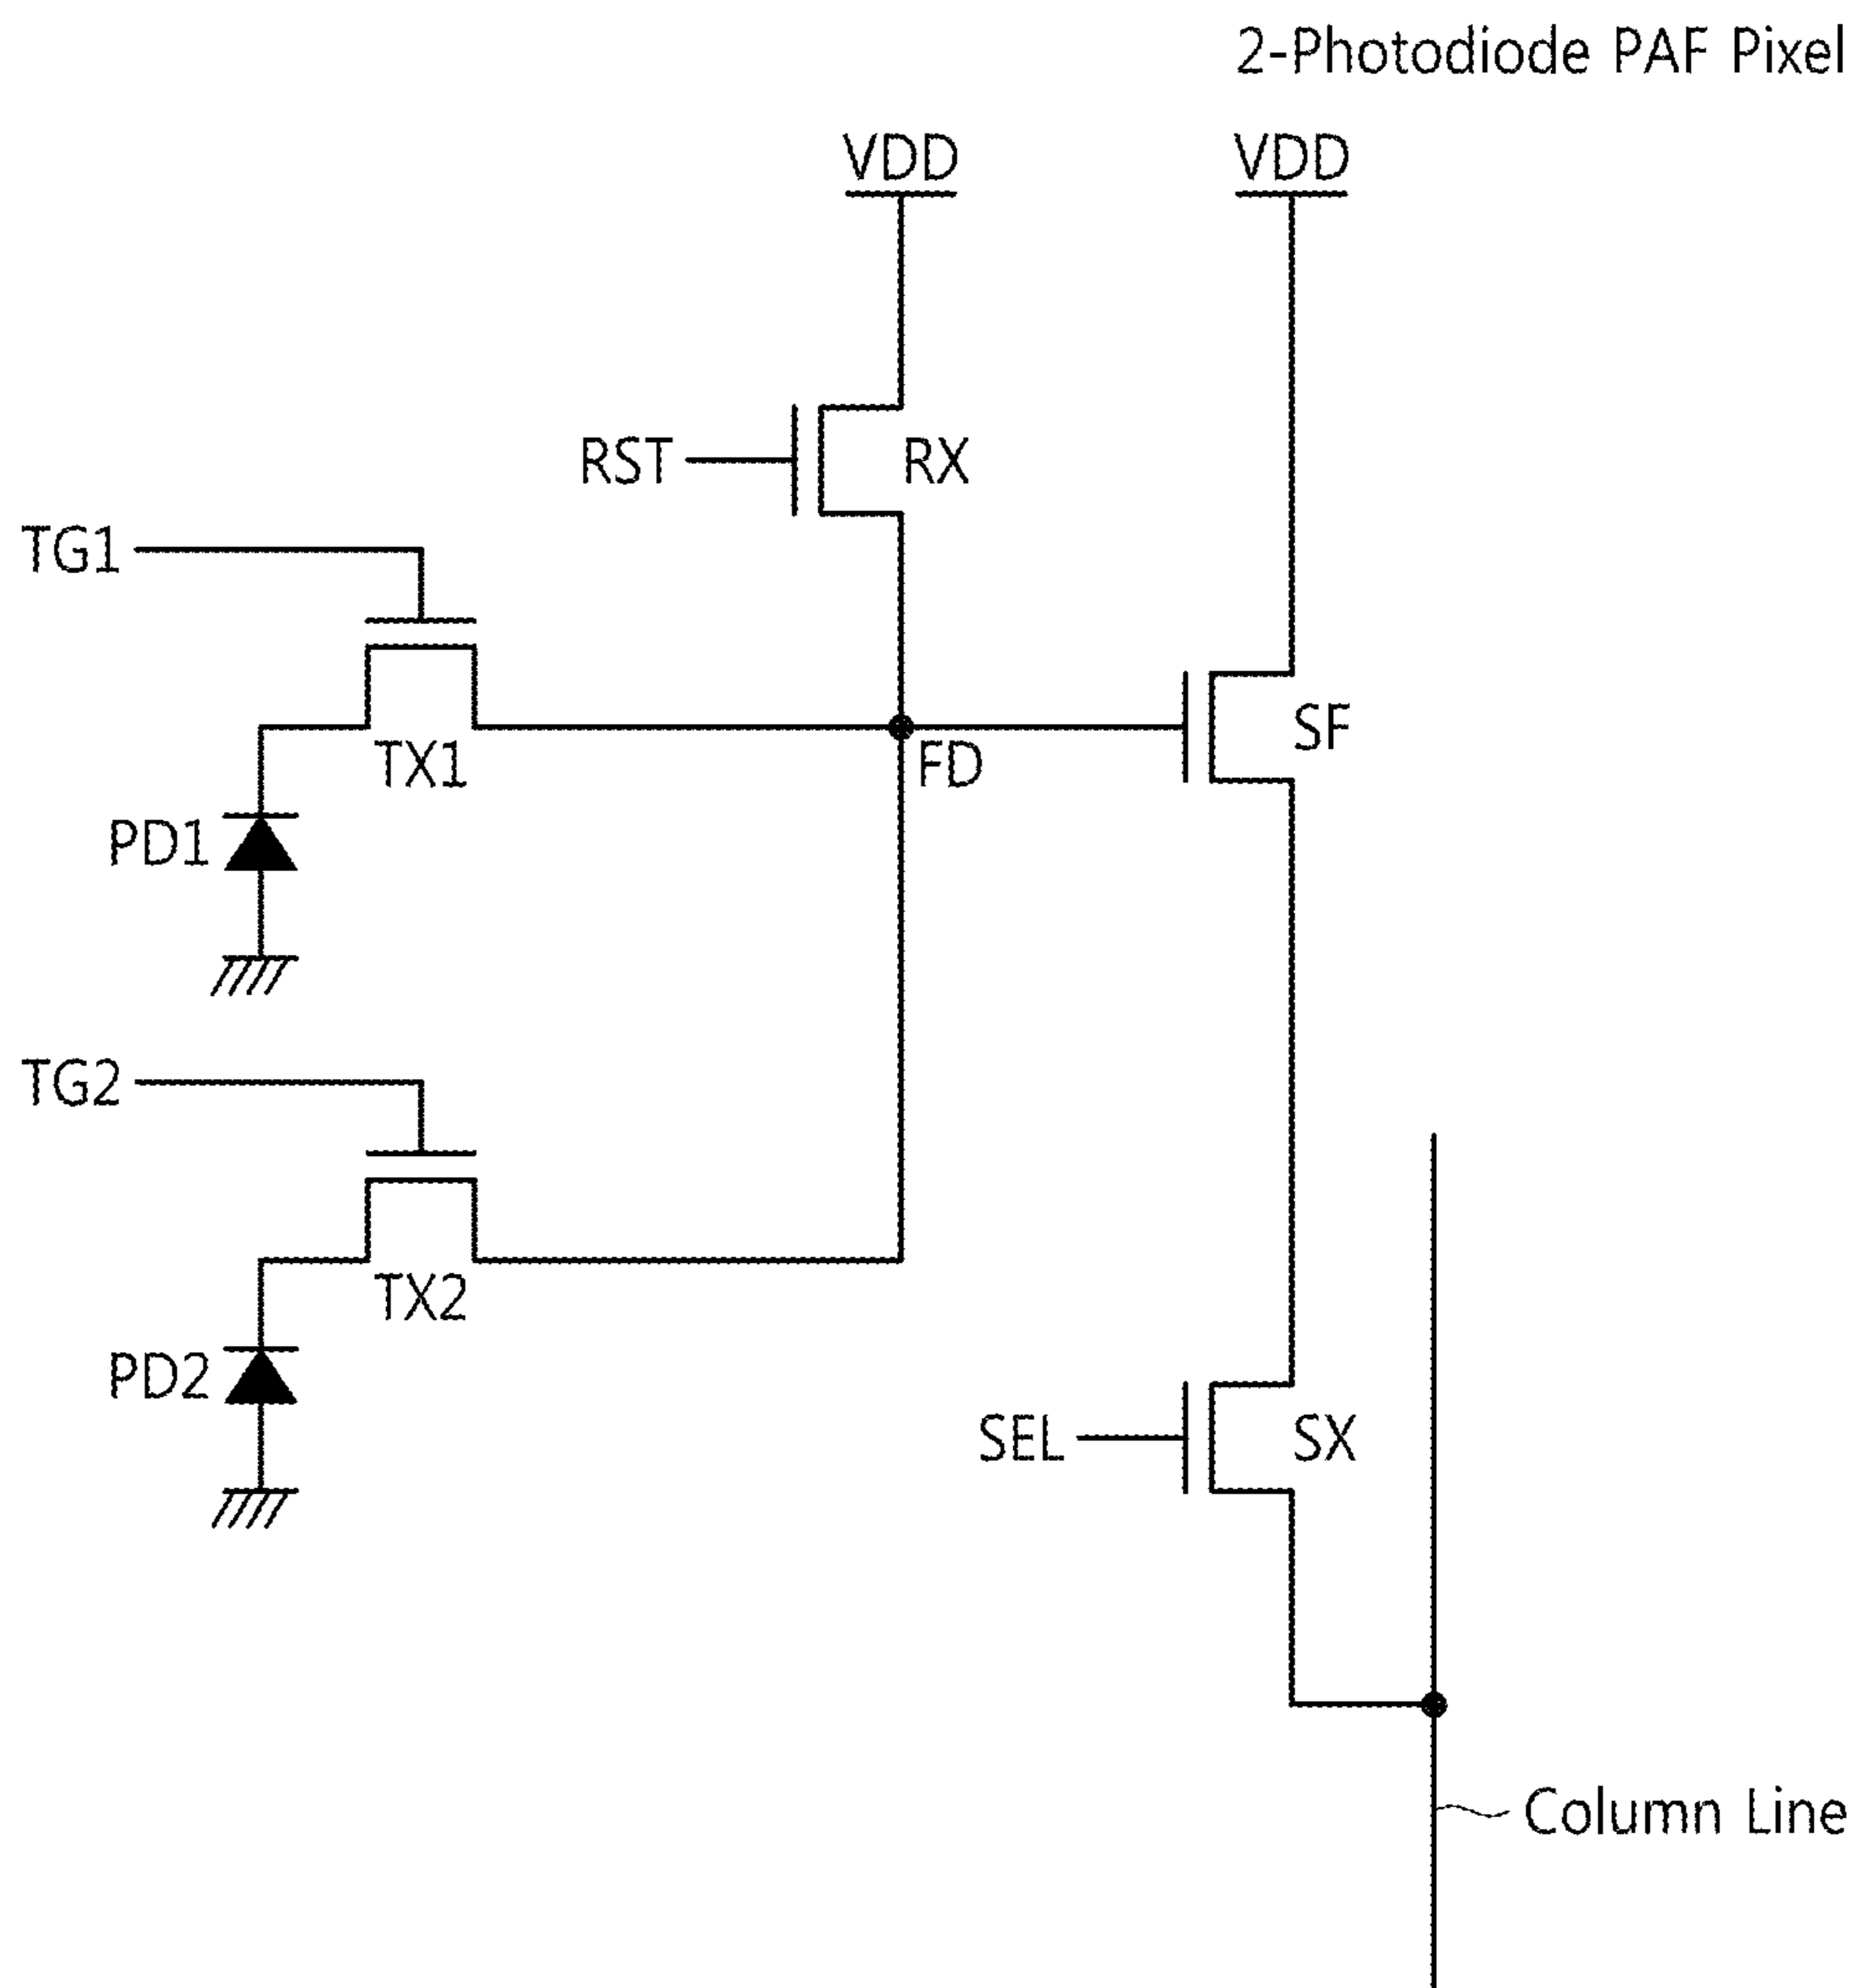 2-Photodiode PAF Pixel
VDD
VDD
RST
RX
TG1
SF
TX1
FD
PD1
TG2
TX2
PD2
SEL
SX
Column Line